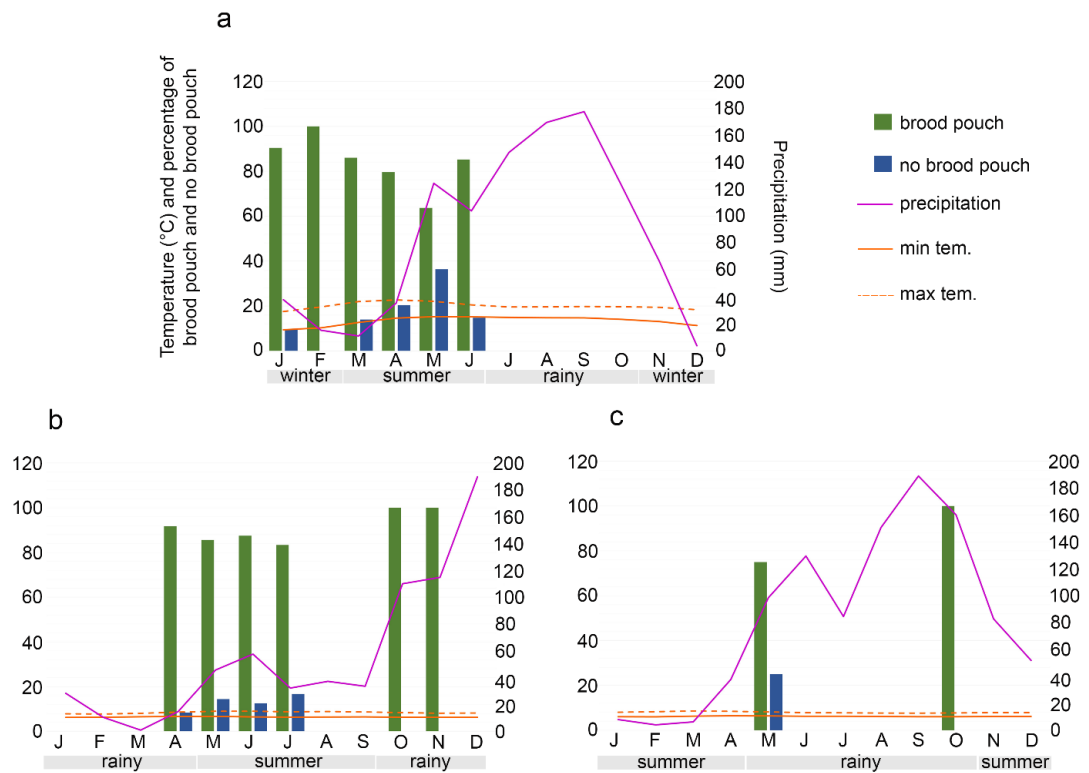 a
Temperature (°C) and percentage of
brood pouch and no brood pouch
120 100 80 60 40 20 0
200 180 160 140 120 100 80 60 40 20 0
Precipitation (mm)
J F M A M J J A S O N D
winter summer rainy winter
brood pouch
no brood pouch
precipitation
min tem.
max tem.
b
120 100 80 60 40 20 0
200 180 160 140 120 100 80 60 40 20 0
J F M A M J J A S O N D
rainy summer rainy
c
120 100 80 60 40 20 0
200 180 160 140 120 100 80 60 40 20 0
J F M A M J J A S O N D
summer rainy summer